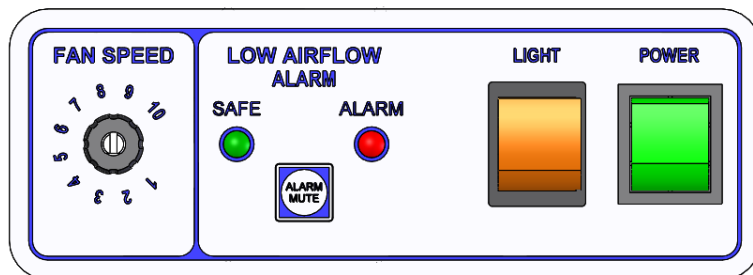 FAN SPEED
1 2 3 4 5 6 7 8 9 10
LOW AIRFLOW
ALARM
SAFE ALARM
ALARM
MUTE
LIGHT
POWER